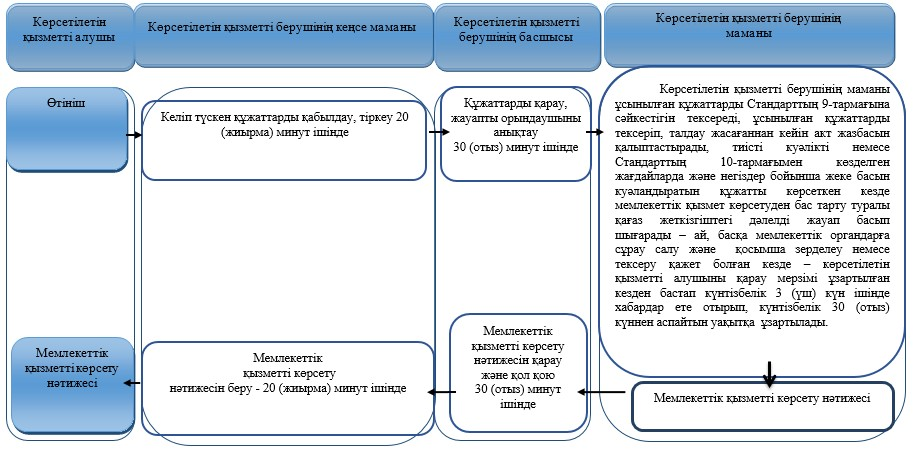 Көрсетілетін
қызметті алушы
Көрсетілетін қызметті берушінің кеңсе маманы
Көрсетілетін қызметті
берушінің басшысы
Көрсетілетін қызметті берушінің
маманы
Өтініш
Келіп түскен құжаттарды қабылдау, тіркеу 20
(жиырма) минут ішінде
Құжаттарды қарау,
жауапты орындаушыны
анықтау
30 (отыз) минут ішінде
Көрсетілетін қызметті берушінің маманы
ұсынылған құжаттарды Стандарттың 9-тармағына
сәйкестігін тексереді, ұсынылған құжаттарды
тексеріп, талдау жасағаннан кейін акт жазбасын
қалыптастырады, тиісті куәлікті немесе
Стандарттың 10-тармағымен көзделген
жағдайларда және негіздер бойынша жеке басын
куәландыратын құжатты көрсеткен кезде
мемлекеттік қызмет көрсетуден бас тарту туралы
қағаз жеткізгіштегі дәлелді жауап басып
шығарады – ай, басқа мемлекеттік органдарға
сұрау салу және қосымша зерделеу немесе
тексеру қажет болған кезде – көрсетілетін
қызметті алушыны қарау мерзімі ұзартылған
кезден бастап күнтізбелік 3 (үш) күн ішінде
хабардар ете отырып, күнтізбелік 30 (отыз)
күннен аспайтын уақытқа ұзартылады.
Мемлекеттік
қызметті көрсету
нәтижесі
Мемлекеттік
қызметті көрсету
нәтижесін беру - 20 (жиырма) минут ішінде
Мемлекеттік
қызметті көрсету
нәтижесін қарау
және қол қою
30 (отыз) минут
ішінде
Мемлекеттік қызметті көрсету нәтижесі